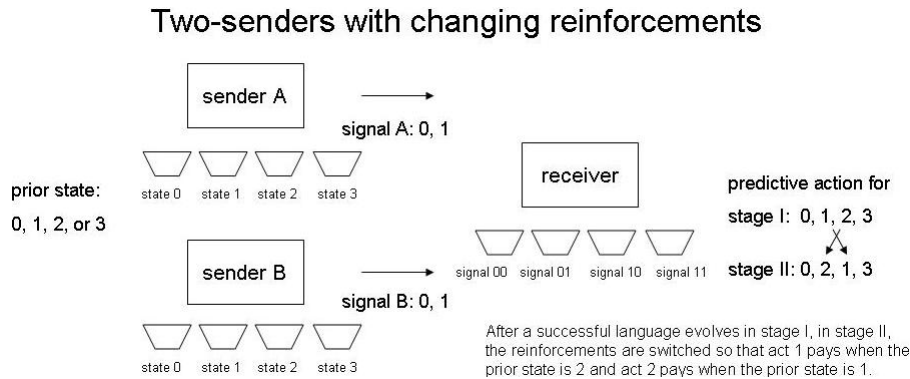 Two-senders with changing reinforcements
sender A
signal A: 0, 1
state 0 state 1 state 2 state 3
prior state:
0, 1, 2, or 3
receiver
predictive action for
stage I: 0, 1, 2, 3
stage II: 0, 2, 1, 3
signal 00 signal 01 signal 10 signal 11
sender B
signal B: 0, 1
state 0 state 1 state 2 state 3
After a successful language evolves in stage I, in stage II,
the reinforcements are switched so that act 1 pays when the
prior state is 2 and act 2 pays when the prior state is 1.